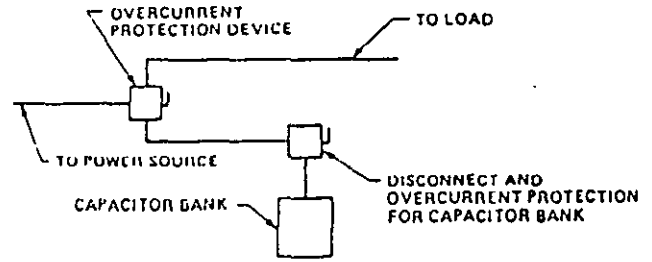 OVERCURRENT
PROTECTION DEVICE
TO LOAD
TO POWER SOURCE
DISCONNECT AND
OVERCURRENT PROTECTION
FOR CAPACITOR BANK
CAPACITOR BANK